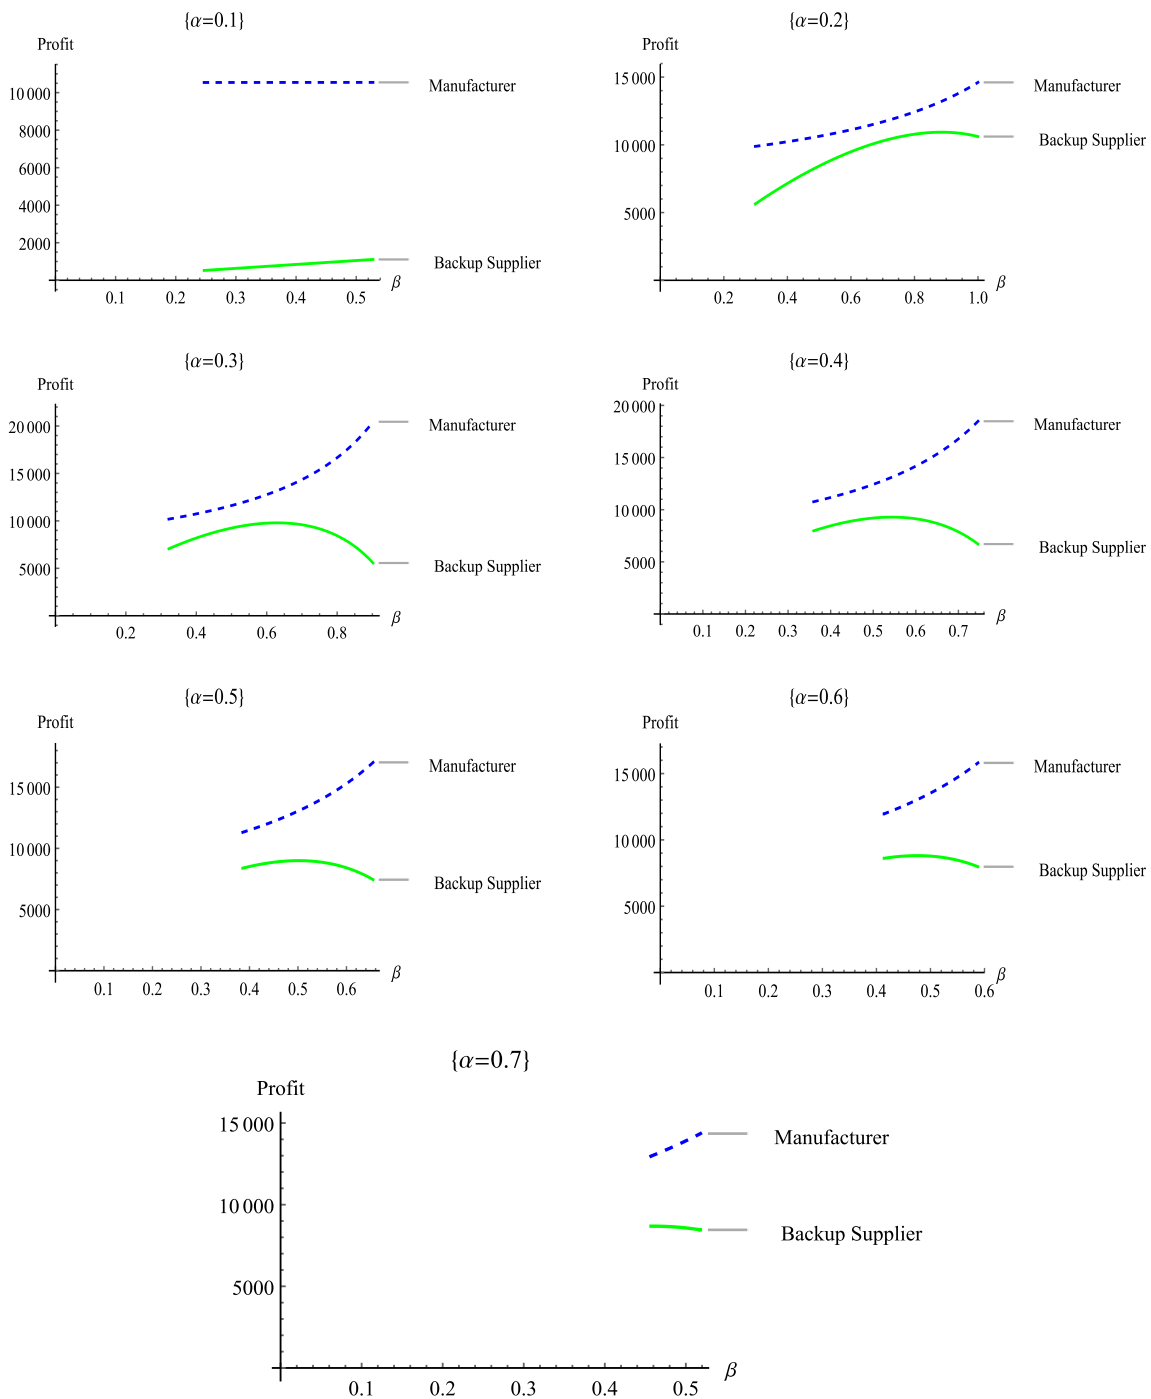 {α=0.1}
Profit
10000
8000
6000
4000
2000
0.1 0.2 0.3 0.4 0.5 β
Manufacturer
Backup Supplier
{α=0.2}
Profit
15000
10000
5000
0.2 0.4 0.6 0.8 1.0 β
Manufacturer
Backup Supplier
{α=0.3}
Profit
20000
15000
10000
5000
0.2 0.4 0.6 0.8 β
Manufacturer
Backup Supplier
{α=0.4}
Profit
20000
15000
10000
5000
0.1 0.2 0.3 0.4 0.5 0.6 0.7 β
Manufacturer
Backup Supplier
{α=0.5}
Profit
15000
10000
5000
0.1 0.2 0.3 0.4 0.5 0.6 β
Manufacturer
Backup Supplier
{α=0.6}
Profit
15000
10000
5000
0.1 0.2 0.3 0.4 0.5 0.6 β
Manufacturer
Backup Supplier
{α=0.7}
Profit
15000
10000
5000
0.1 0.2 0.3 0.4 0.5 β
Manufacturer
Backup Supplier